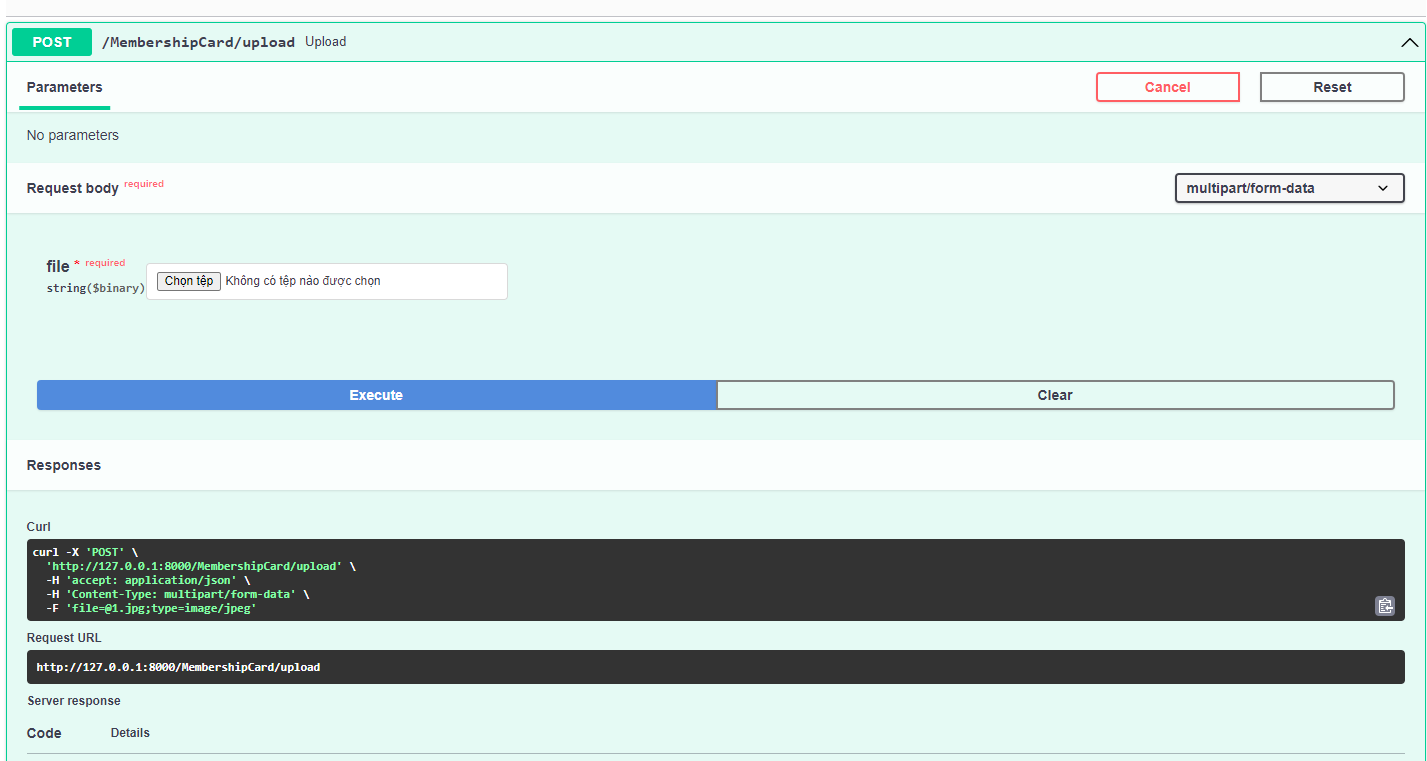 POST /MembershipCard/upload Upload
Parameters
Cancel
Reset
No parameters
Request body required
multipart/form-data
file * required
string($binary)
Chọn tệp Không có tệp nào được chọn
Execute
Clear
Responses
Curl
curl -X 'POST' \
'http://127.0.0.1:8000/MembershipCard/upload' \
-H 'accept: application/json' \
-H 'Content-Type: multipart/form-data' \
-F 'file=@1.jpg;type=image/jpeg'
Request URL
http://127.0.0.1:8000/MembershipCard/upload
Server response
Code Details